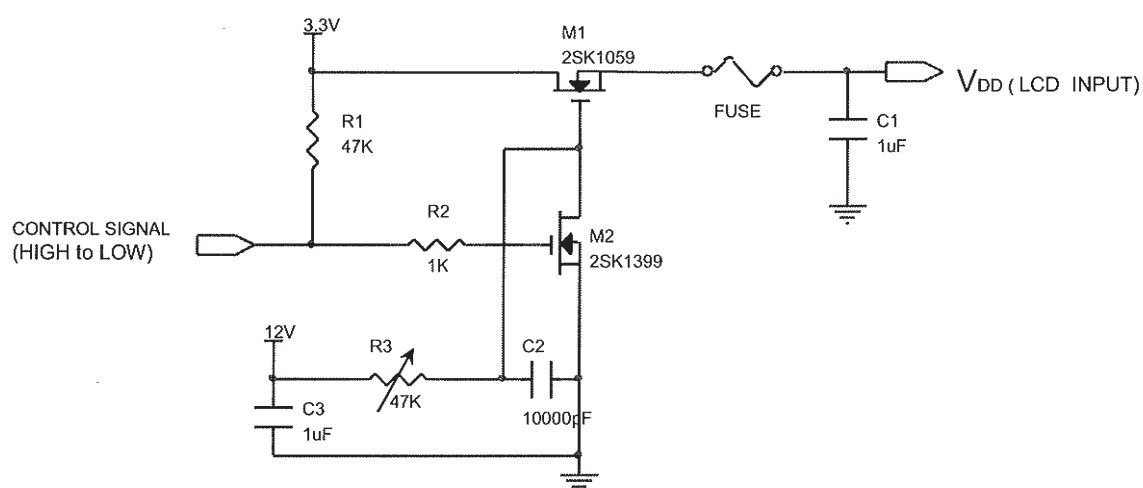 3.3V
M1
2SK1059
FUSE
VDD ( LCD INPUT)
R1
47K
C1
1uF
CONTROL SIGNAL
(HIGH to LOW)
R2
1K
M2
2SK1399
12V
R3
47K
C2
10000pF
C3
1uF